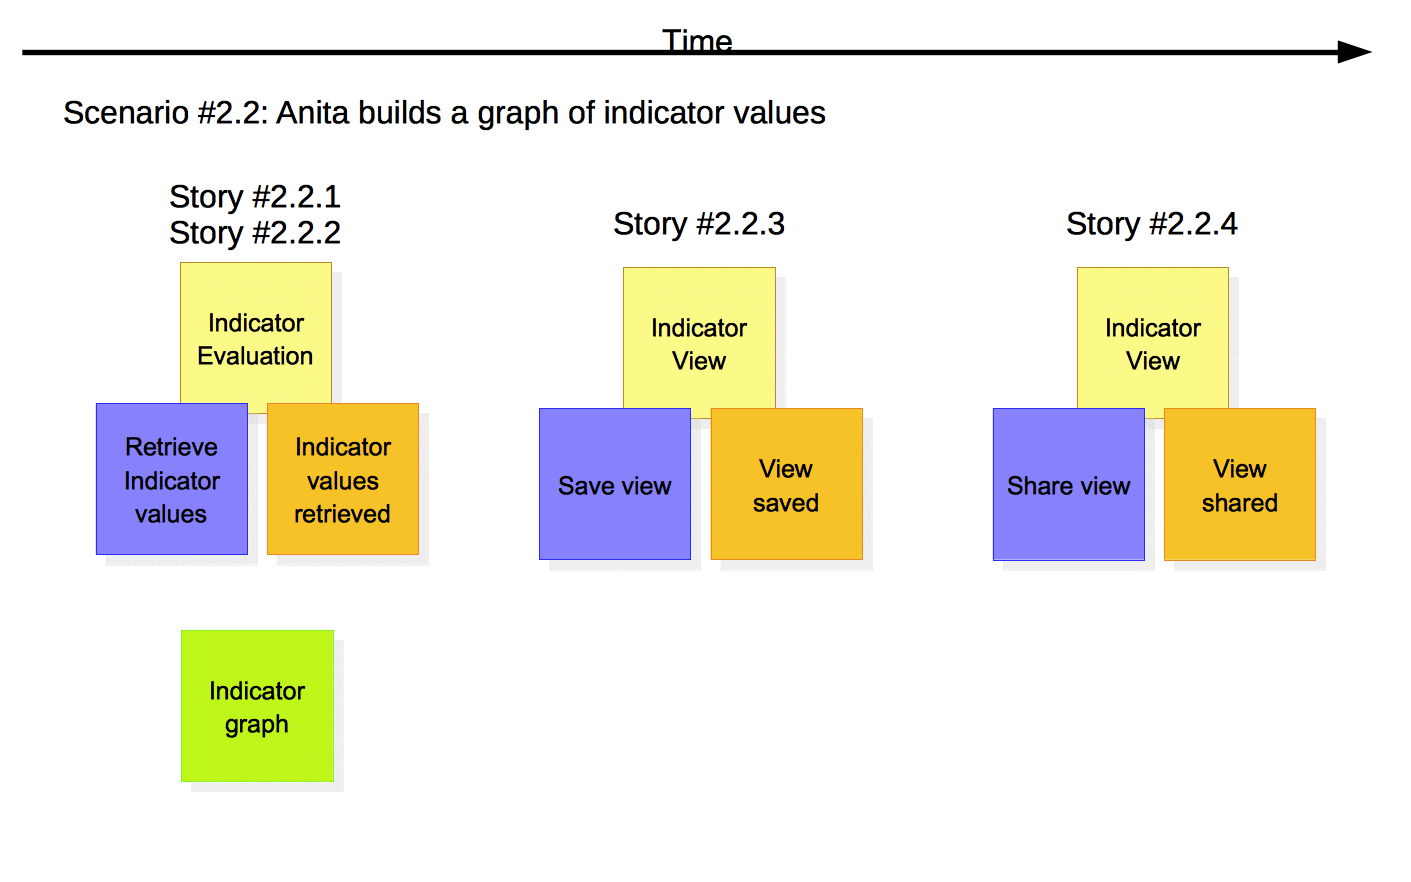 Time
Scenario #2.2: Anita builds a graph of indicator values
Story #2.2.1
Story #2.2.2
Indicator
Evaluation
Retrieve
Indicator
values
Indicator
values
retrieved
Indicator
graph
Story #2.2.3
Indicator
View
Save view
View
saved
Story #2.2.4
Indicator
View
Share view
View
shared